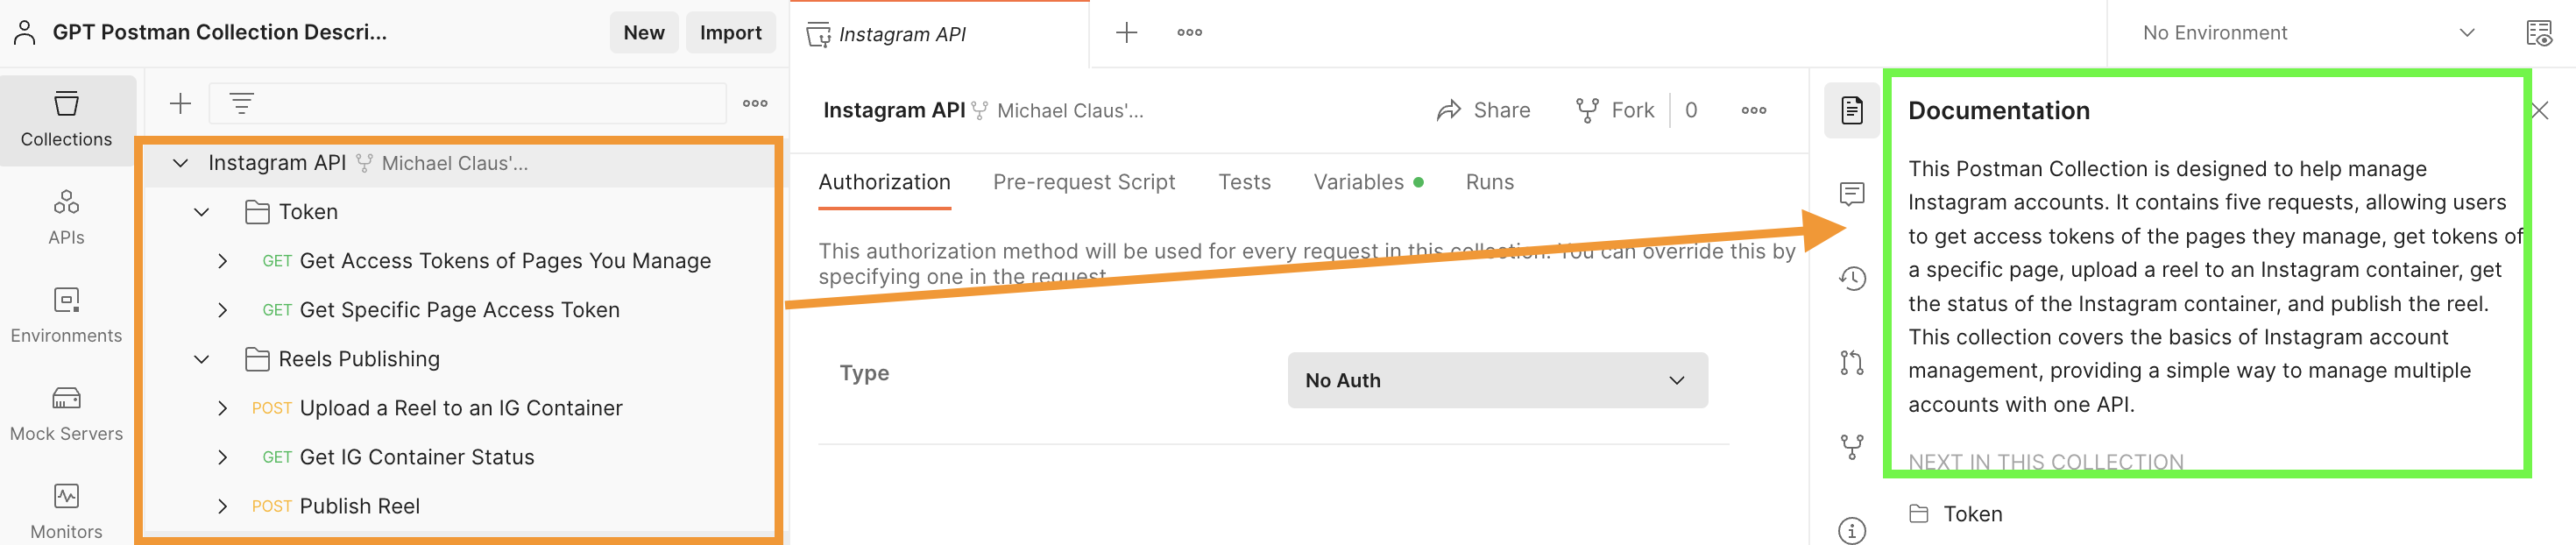 GPT Postman Collection Descri...
New
Import
Instagram API
No Environment
Collections
APIs
Environments
Mock Servers
Monitors
Instagram API Michael Claus'...
Token
GET Get Access Tokens of Pages You Manage
GET Get Specific Page Access Token
Reels Publishing
POST Upload a Reel to an IG Container
GET Get IG Container Status
POST Publish Reel
Instagram API Michael Claus'...
Share
Fork 0
Authorization
Pre-request Script
Tests
Variables
Runs
This authorization method will be used for every request in this collection. You can override this by
specifying one in the request.
Type
No Auth
Documentation
This Postman Collection is designed to help manage
Instagram accounts. It contains five requests, allowing users
to get access tokens of the pages they manage, get tokens of
a specific page, upload a reel to an Instagram container, get
the status of the Instagram container, and publish the reel.
This collection covers the basics of Instagram account
management, providing a simple way to manage multiple
accounts with one API.
NEXT IN THIS COLLECTION
Token